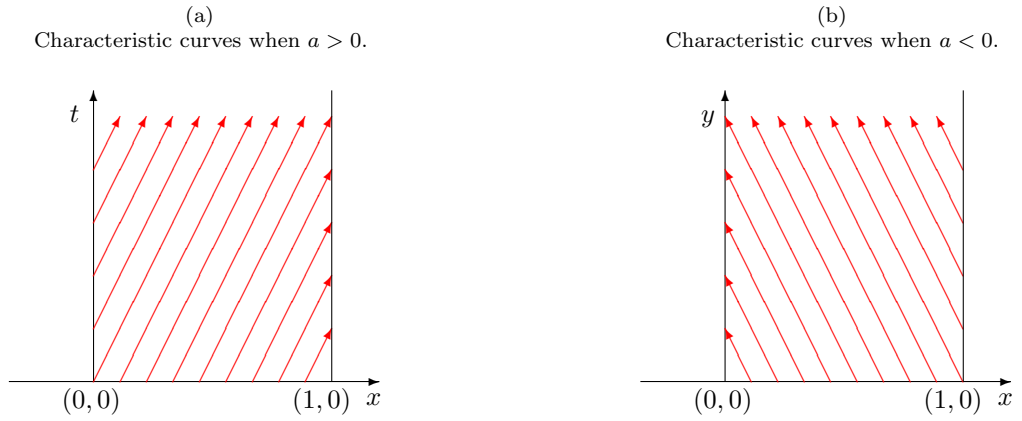 (a)
Characteristic curves when $a > 0$.
t
(0, 0)
(1, 0)
x
(b)
Characteristic curves when $a < 0$.
y
(0, 0)
(1, 0)
x